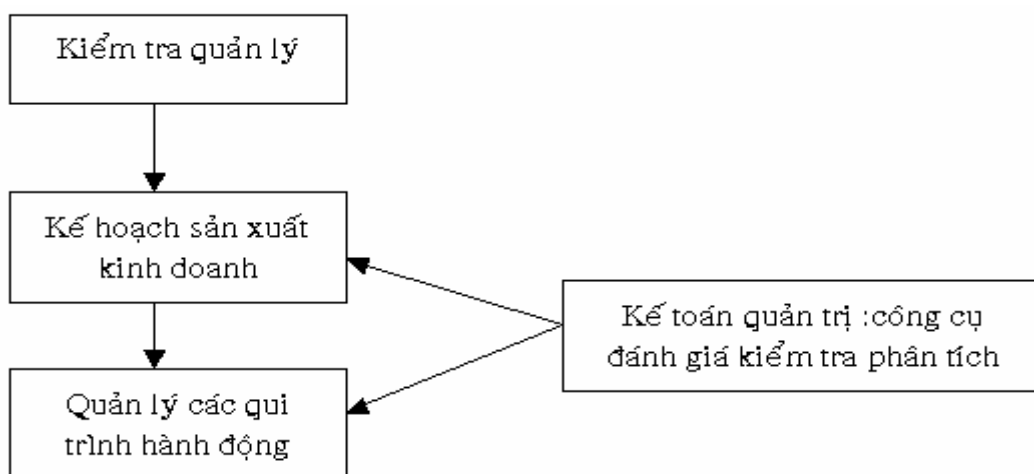 Kiểm tra quản lý
Kế hoạch sản xuất
kinh doanh
Kế toán quản trị :công cụ
đánh giá kiểm tra phân tích
Quản lý các qui
trình hành động